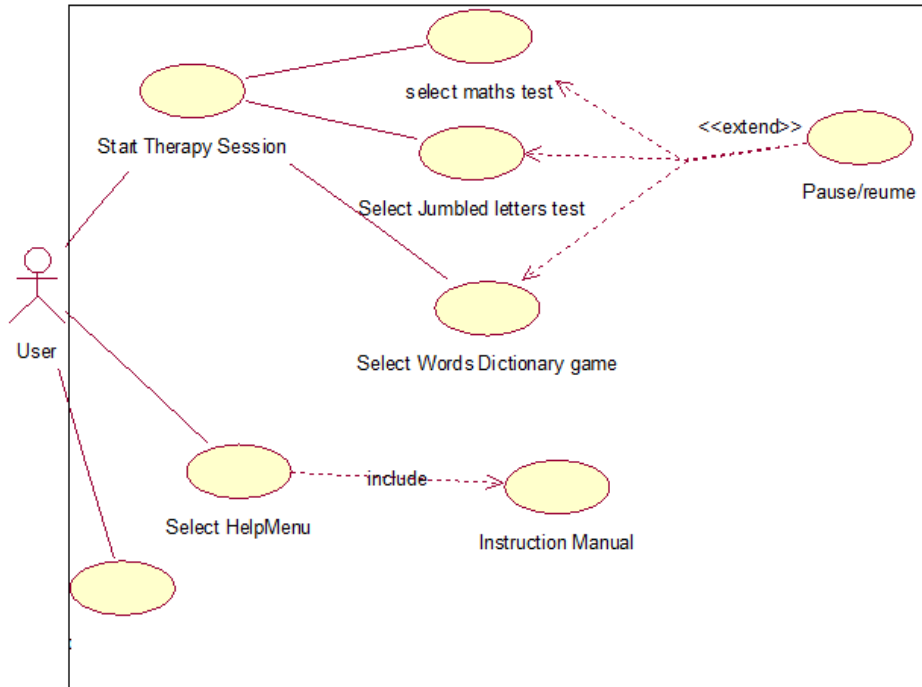 select maths test
<<extend>>
Start Therapy Session
Pause/reume
Select Jumbled letters test
User
Select Words Dictionary game
include
Select HelpMenu
Instruction Manual